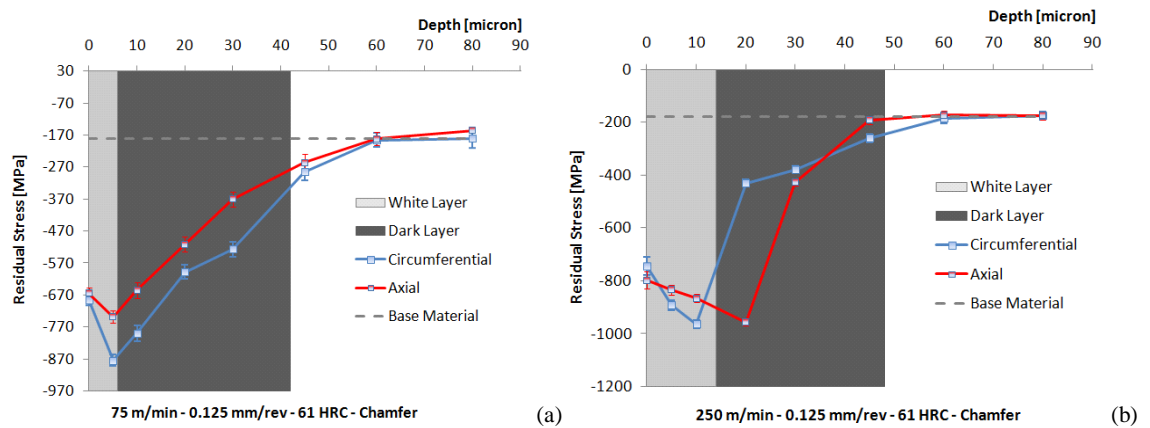 Depth [micron]
0 10 20 30 40 50 60 70 80 90
30
-70
-170
-270
-370
-470
-570
-670
-770
-870
-970
Residual Stress [MPa]
White Layer
Dark Layer
Circumferential
Axial
Base Material
75 m/min - 0.125 mm/rev - 61 HRC - Chamfer
(a)
Depth [micron]
0 10 20 30 40 50 60 70 80 90
0
-200
-400
-600
-800
-1000
-1200
Residual Stress [MPa]
White Layer
Dark Layer
Circumferential
Axial
Base Material
250 m/min - 0.125 mm/rev - 61 HRC - Chamfer
(b)